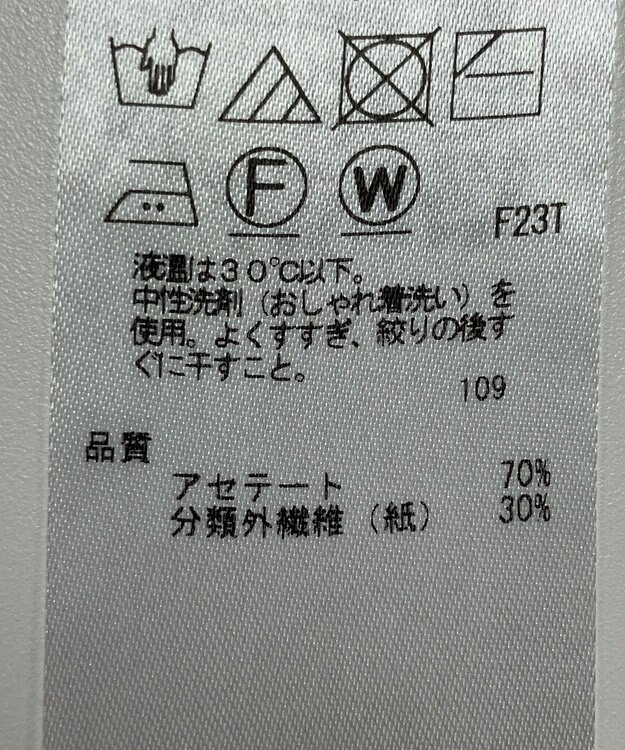 F W
F23T
液温は30℃以下。
中性洗剤（おしゃれ着洗い）を
使用。よくすすぎ、絞りの後す
ぐに干すこと。
109
品質
アセテート 70%
分類外繊維（紙） 30%